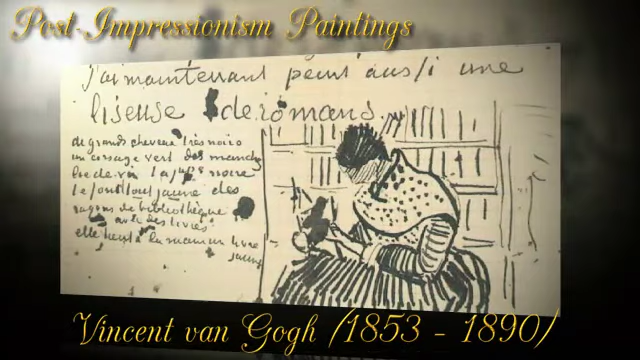 Post-Impressionism Paintings
j'ai maintenant peint aussi une
liseuse de romans.
de grands cheveux très noirs
un corsage vert des manches
lie de vin la jupe noire
le fond tout jaune des
rayons de bibliothèque
avec des livres
elle tient à la main un livre
jaune
Vincent van Gogh (1853 - 1890)